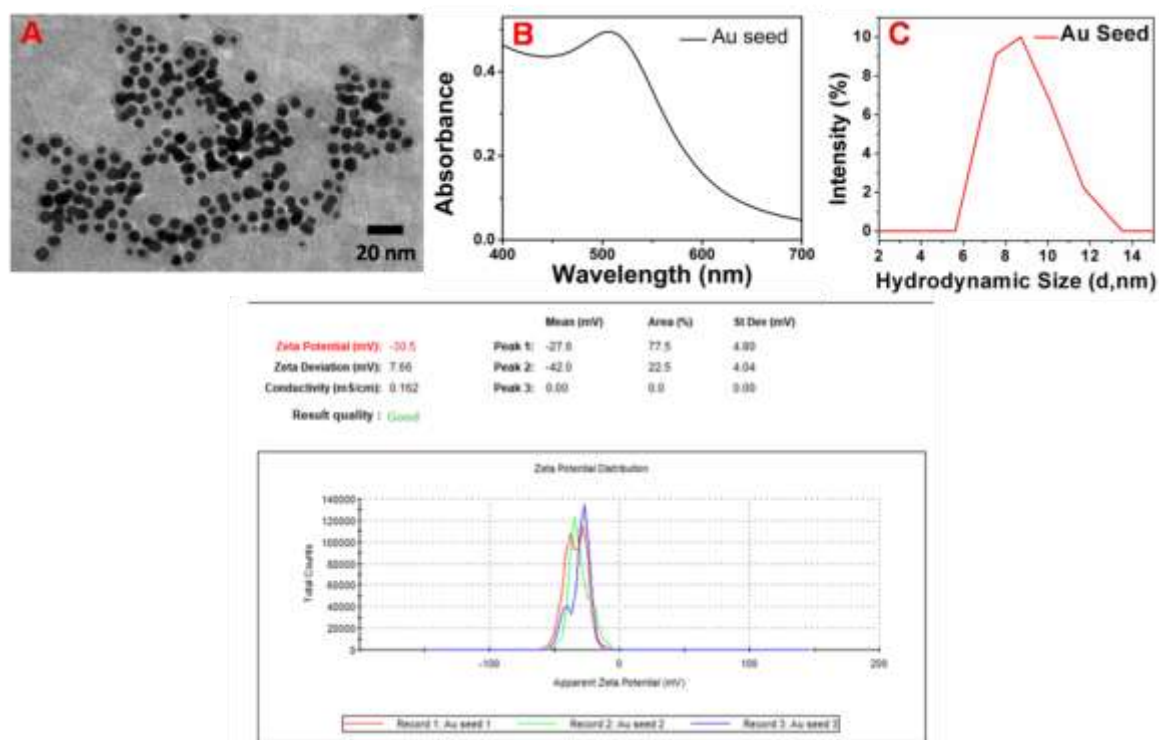 A
20 nm
B
Au seed
0.4
0.2
0.0
400 500 600 700
Absorbance
Wavelength (nm)
C
Au Seed
10
8
6
4
2
0
2 4 6 8 10 12 14
Intensity (%)
Hydrodynamic Size (d,nm)
Mean (mV) Area (%) St Dev (mV)
Zeta Potential (mV): -30.5 Peak 1: -27.0 77.5 4.80
Zeta Deviation (mV): 7.66 Peak 2: -42.0 22.5 4.04
Conductivity (mS/cm): 0.162 Peak 3: 0.00 0.0 0.00
Result quality : Good
Zeta Potential Distribution
140000
120000
100000
80000
60000
40000
20000
0
Total Counts
-100 0 100 200
Apparent Zeta Potential (mV)
Record 1: Au seed 1 Record 2: Au seed 2 Record 3: Au seed 3